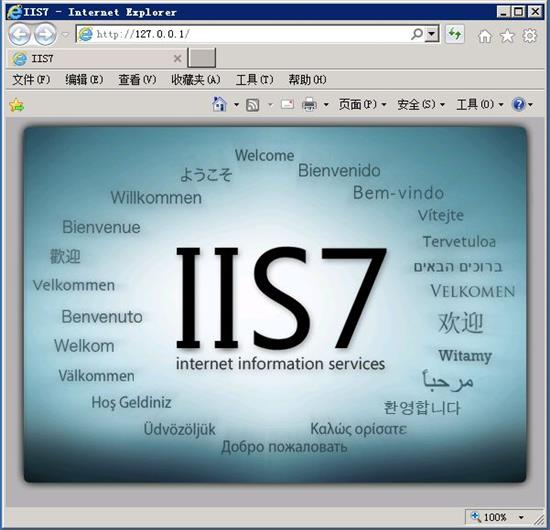 IIS7 - Internet Explorer
http://127.0.0.1/
IIS7
文件(F) 编辑(E) 查看(V) 收藏夹(A) 工具(T) 帮助(H)
页面(P) 安全(S) 工具(O)
Welcome
ようこそ
Bienvenido
Willkommen
Bem-vindo
Bienvenue
Vítejte
歡迎
Tervetuloa
ברוכים הבאים
Velkommen
VELKOMEN
IIS7
Benvenuto
欢迎
Welkom
Witamy
internet information services
Välkommen
مرحباً
Hoş Geldiniz
환영합니다
Üdvözöljük
Καλώς ορίσατε
Добро пожаловать
100%